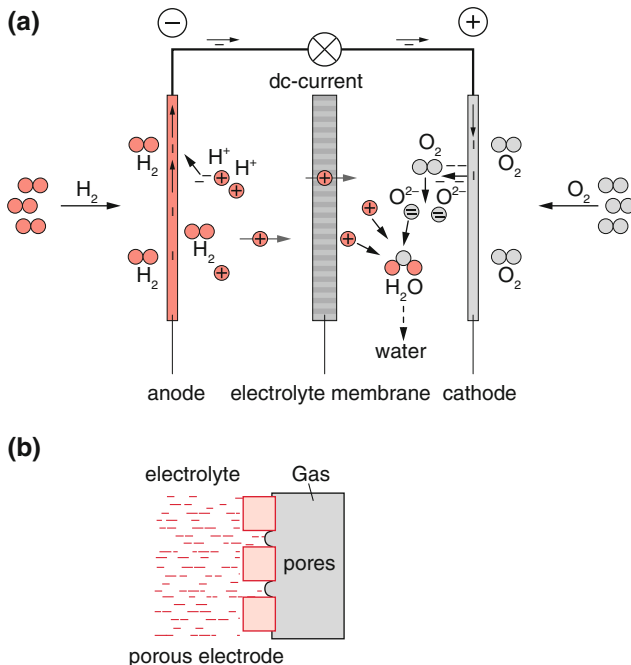 (a)
−
+
dc-current
H₂
H⁺
H⁺
O₂
O₂
H₂
O²⁻
O²⁻
O₂
H₂
H₂
H₂O
O₂
water
anode
electrolyte membrane
cathode
(b)
electrolyte
Gas
pores
porous electrode